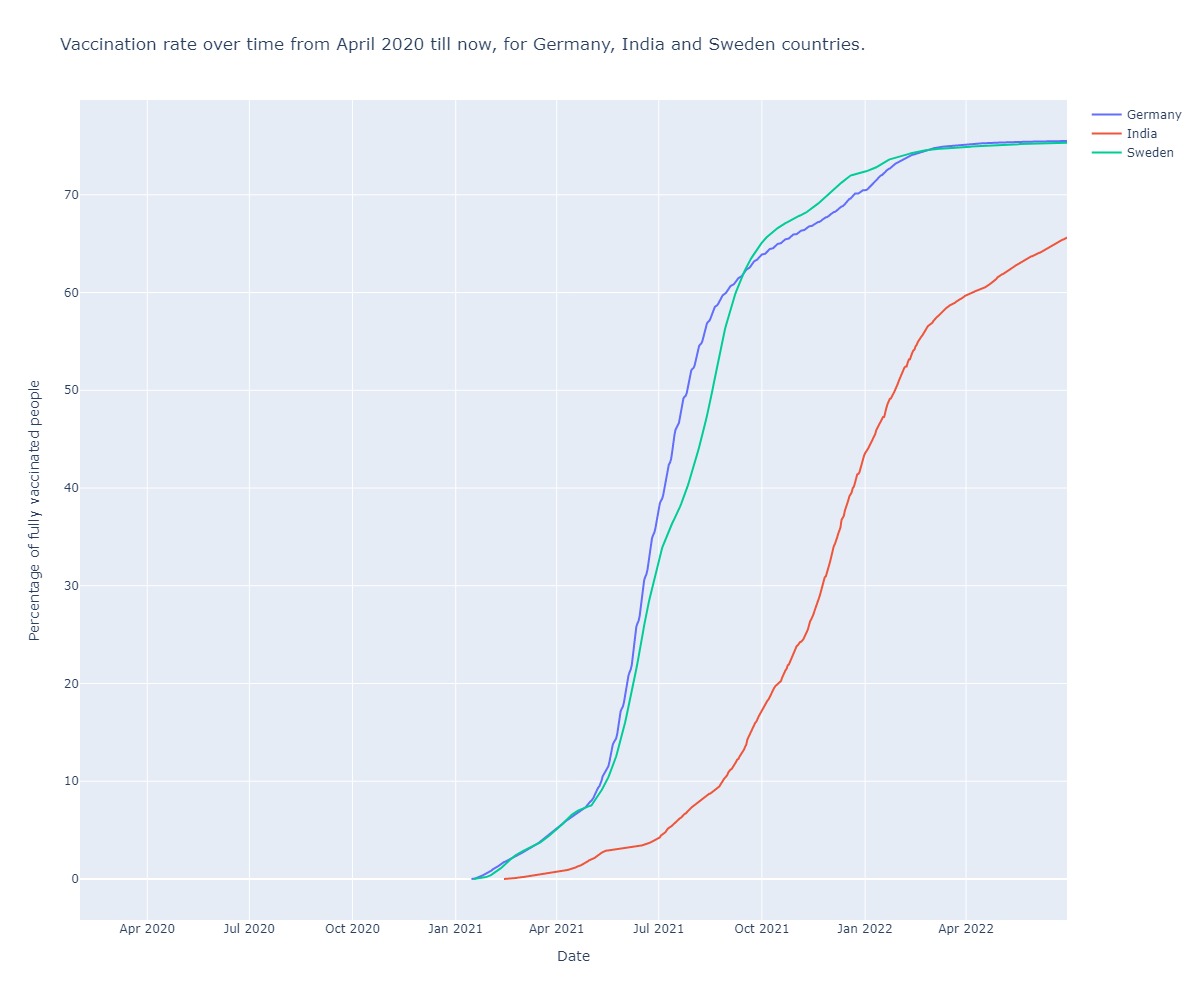 Vaccination rate over time from April 2020 till now, for Germany, India and Sweden countries.
Germany
India
Sweden
Percentage of fully vaccinated people
70
60
50
40
30
20
10
0
Apr 2020
Jul 2020
Oct 2020
Jan 2021
Apr 2021
Jul 2021
Oct 2021
Jan 2022
Apr 2022
Date